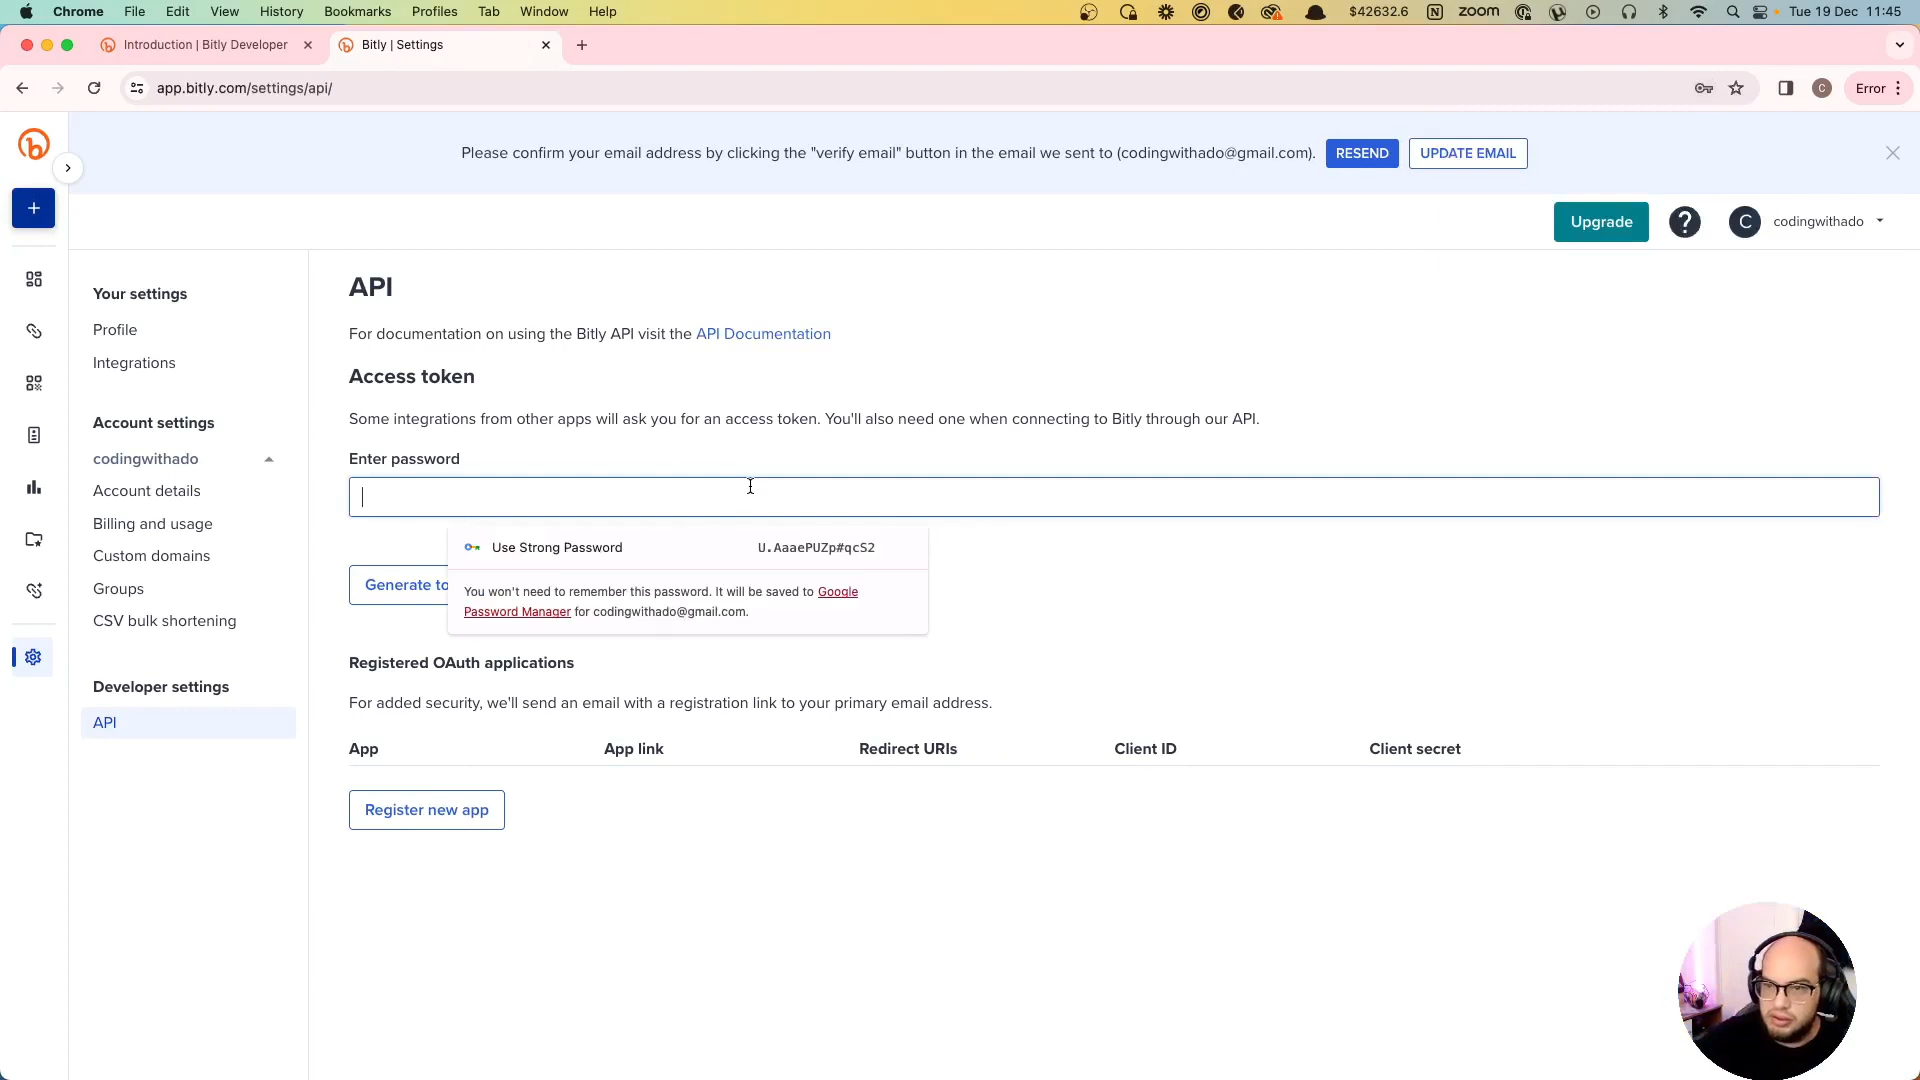 Chrome File Edit View History Bookmarks Profiles Tab Window Help $42632.6 zoom Tue 19 Dec 11:45
Introduction | Bitly Developer Bitly | Settings
app.bitly.com/settings/api/ C Error
Please confirm your email address by clicking the "verify email" button in the email we sent to (codingwithado@gmail.com). RESEND UPDATE EMAIL
Upgrade ? C codingwithado
Your settings
Profile
Integrations
Account settings
codingwithado
Account details
Billing and usage
Custom domains
Groups
CSV bulk shortening
Developer settings
API
API
For documentation on using the Bitly API visit the API Documentation
Access token
Some integrations from other apps will ask you for an access token. You'll also need one when connecting to Bitly through our API.
Enter password
Use Strong Password U.AaaePUZp#qcS2
You won't need to remember this password. It will be saved to Google
Password Manager for codingwithado@gmail.com.
Generate to
Registered OAuth applications
For added security, we'll send an email with a registration link to your primary email address.
App App link Redirect URIs Client ID Client secret
Register new app